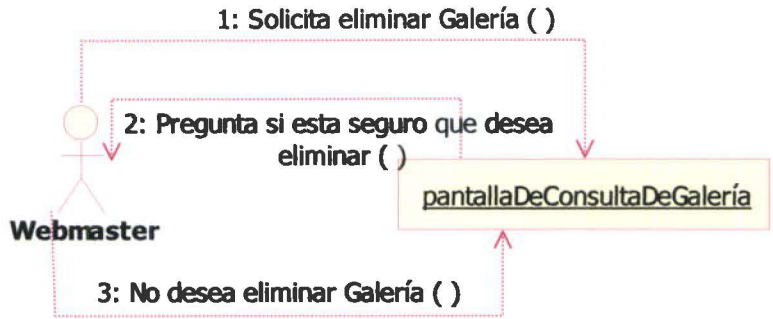 1: Solicita eliminar Galería ( )
2: Pregunta si esta seguro que desea
eliminar ( )
pantallaDeConsultaDeGalería
Webmaster
3: No desea eliminar Galería ( )